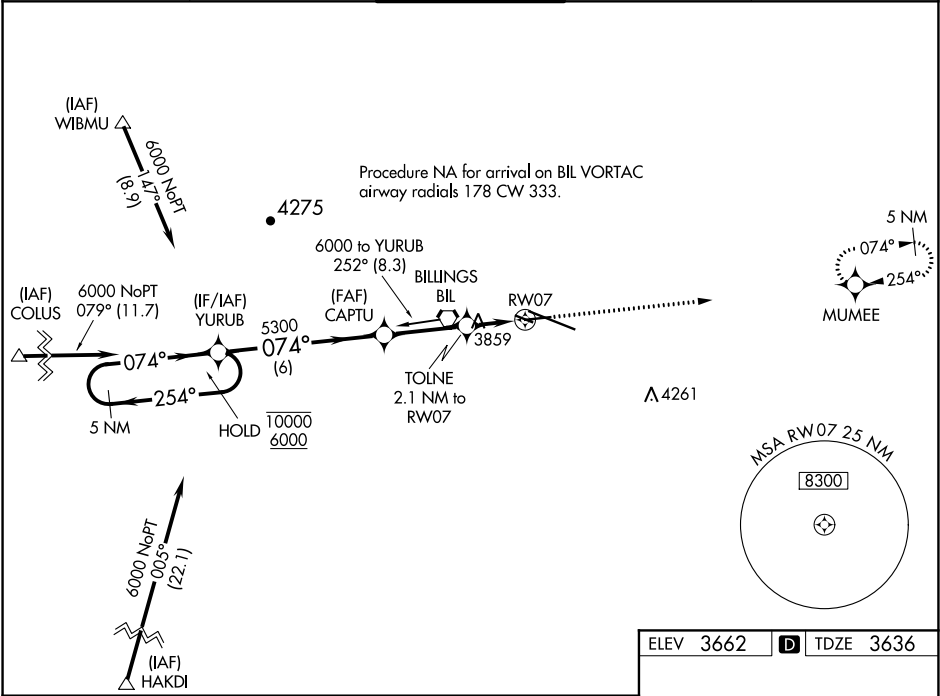 (IAF)
WIBMU
6000 NoPT
147°
(8.9)
Procedure NA for arrival on BIL VORTAC
airway radials 178 CW 333.
4275
5 NM
074°
254°
MUMEE
6000 to YURUB
252° (8.3)
BILLINGS
BIL
(IAF)
COLUS
6000 NoPT
079° (11.7)
(IF/IAF)
YURUB
(FAF)
CAPTU
RW07
5300
074°
(6)
3859
074°
254°
5 NM
HOLD
10000
6000
TOLNE
2.1 NM to
RW07
4261
MSA RW07 25 NM
8300
6000 NoPT
005°
(22.1)
(IAF)
HAKDI
ELEV 3662 D TDZE 3636